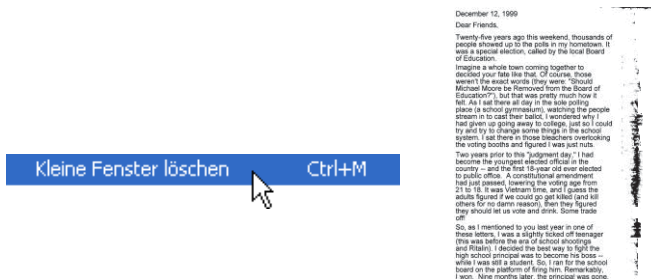 Kleine Fenster löschen Ctrl+M
December 12, 1999
Dear Friends,
Twenty-five years ago this weekend, thousands of
people showed up to the polls in my hometown. It
was a special election, called by the local Board
of Education.
Imagine a whole town coming together to
decided your fate like that. Of course, those
weren't the exact words (they were: "Should
Michael Moore be Removed from the Board of
Education?"), but that was pretty much how it
felt. As I sat there all day in the sole polling
place (a school gymnasium), watching the people
stream in to cast their ballot, I wondered why I
had given up going away to college, just so I could
try and try to change some things in the school
system. I sat there in those bleachers overlooking
the voting booths and figured I was just nuts.
Two years prior to this "judgment day," I had
become the youngest elected official in the
country -- and the first 18-year old ever elected
to public office. A constitutional amendment
had just passed, lowering the voting age from
21 to 18. It was Vietnam time, and I guess the
adults figured if we could go get killed (and kill
others for no damn reason), then they figured
they should let us vote and drink. Some trade
off!
So, as I mentioned to you last year in one of
these letters, I was a slightly ticked off teenager
(this was before the era of school shootings
and Ritalin). I decided the best way to fight the
high school principal was to become his boss --
while I was still a student. So, I ran for the school
board on the platform of firing him. Remarkably,
I won. Nine months later, the principal was gone.